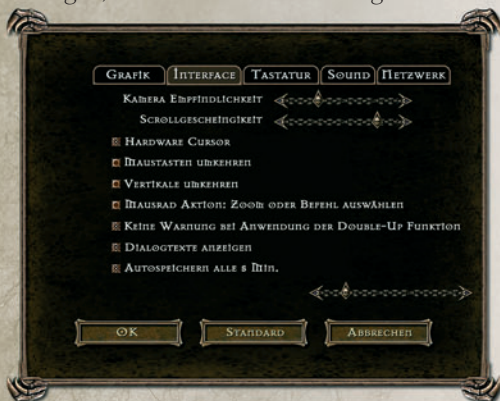 Grafik Interface Tastatur Sound Netzwerk
Kamera Empfindlichkeit
Scrollgescheingikeit
Hardware Cursor
Maustasten umkehren
Vertikale umkehren
Mausrad Aktion: Zoom oder Befehl auswählen
Keine Warnung bei Anwendung der Double-Up Funktion
Dialogtexte anzeigen
Autospeichern alle 5 Min.
OK Standard Abbrechen